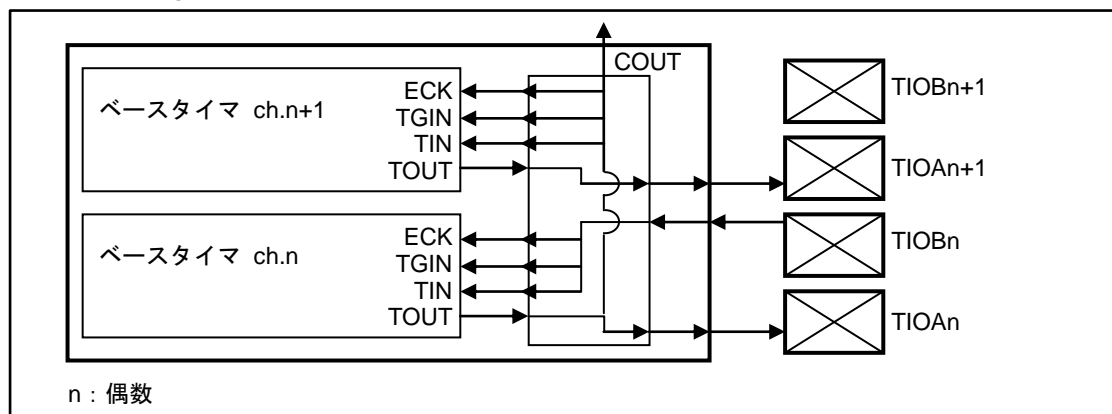 COUT
ベースタイマ ch.n+1
ECK
TGIN
TIN
TOUT
TIOBn+1
TIOAn+1
ベースタイマ ch.n
ECK
TGIN
TIN
TOUT
TIOBn
TIOAn
n：偶数